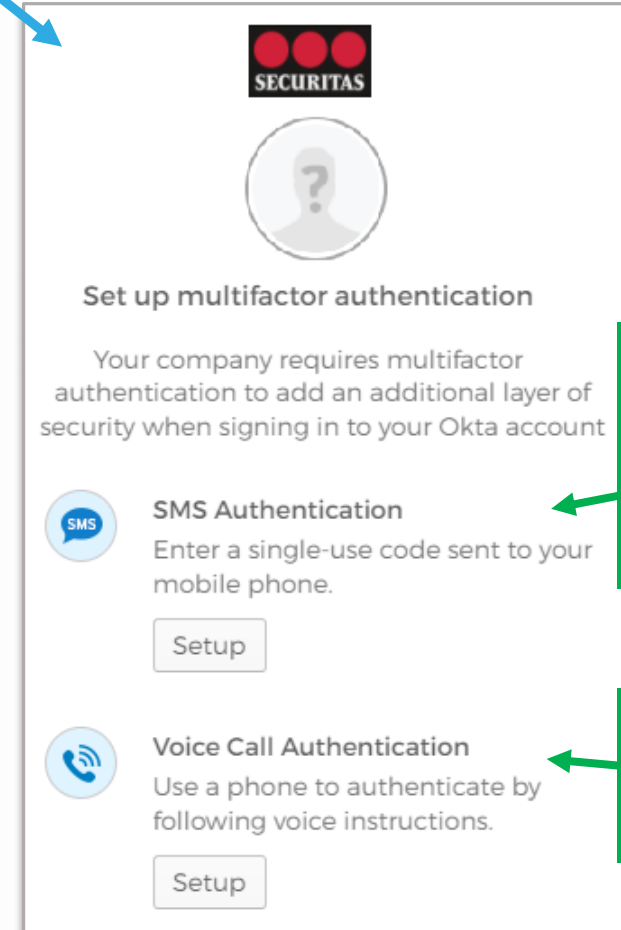 SECURITAS
?
Set up multifactor authentication
Your company requires multifactor
authentication to add an additional layer of
security when signing in to your Okta account
SMS
SMS Authentication
Enter a single-use code sent to your
mobile phone.
Setup
Voice Call Authentication
Use a phone to authenticate by
following voice instructions.
Setup